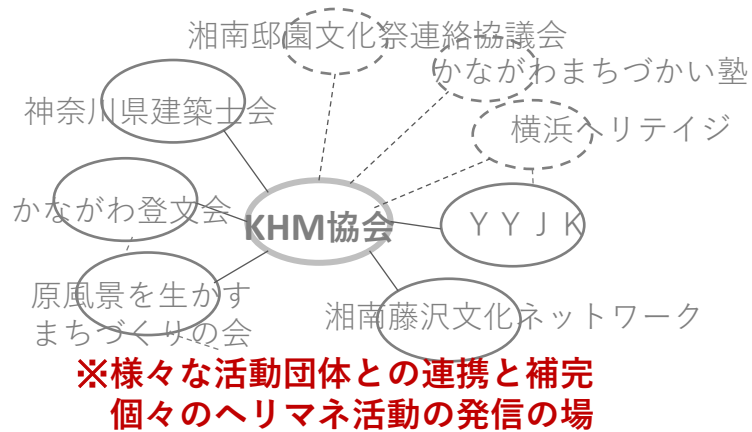 湘南邸園文化祭連絡協議会
かながわまちづかい塾
神奈川県建築士会
横浜ヘリテイジ
かながわ登文会
KHM協会
ＹＹＪＫ
原風景を生かす
まちづくりの会
湘南藤沢文化ネットワーク
※様々な活動団体との連携と補完
個々のヘリマネ活動の発信の場